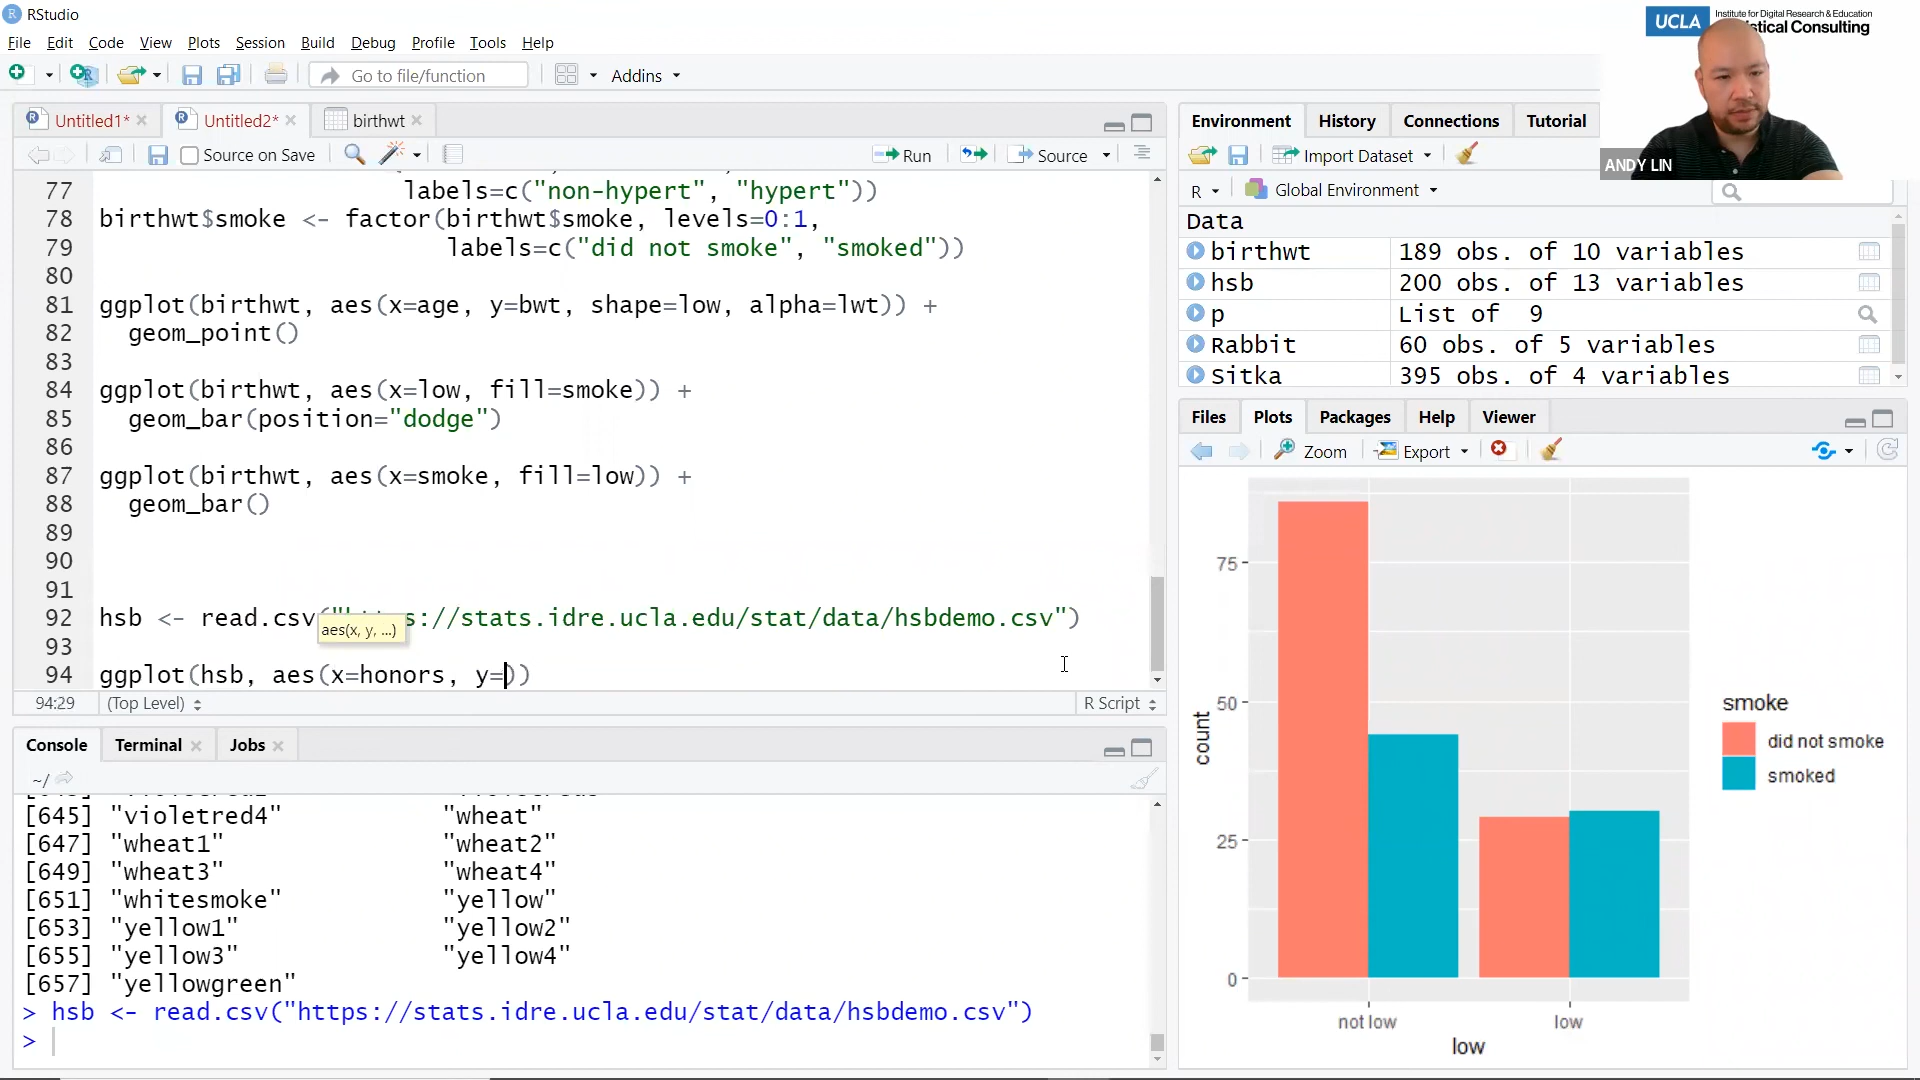 RStudio
File Edit Code View Plots Session Build Debug Profile Tools Help
Go to file/function Addins
UCLA Institute for Digital Research & Education
tical Consulting
ANDY LIN
Untitled1* Untitled2* birthwt
Source on Save Run Source
77 labels=c("non-hypert", "hypert"))
78 birthwt$smoke <- factor(birthwt$smoke, levels=0:1,
79 labels=c("did not smoke", "smoked"))
80
81 ggplot(birthwt, aes(x=age, y=bwt, shape=low, alpha=lwt)) +
82 geom_point()
83
84 ggplot(birthwt, aes(x=low, fill=smoke)) +
85 geom_bar(position="dodge")
86
87 ggplot(birthwt, aes(x=smoke, fill=low)) +
88 geom_bar()
89
90
91
92 hsb <- read.csv s://stats.idre.ucla.edu/stat/data/hsbdemo.csv")
aes(x, y, ...)
93
94 ggplot(hsb, aes(x=honors, y=))
94:29 (Top Level) R Script
Console Terminal Jobs
~/
[645] "violetred4" "wheat"
[647] "wheat1" "wheat2"
[649] "wheat3" "wheat4"
[651] "whitesmoke" "yellow"
[653] "yellow1" "yellow2"
[655] "yellow3" "yellow4"
[657] "yellowgreen"
> hsb <- read.csv("https://stats.idre.ucla.edu/stat/data/hsbdemo.csv")
>
Environment History Connections Tutorial
Import Dataset
R Global Environment
Data
birthwt 189 obs. of 10 variables
hsb 200 obs. of 13 variables
p List of 9
Rabbit 60 obs. of 5 variables
Sitka 395 obs. of 4 variables
Files Plots Packages Help Viewer
Zoom Export
75
50
25
0
count
not low low
low
smoke
did not smoke
smoked